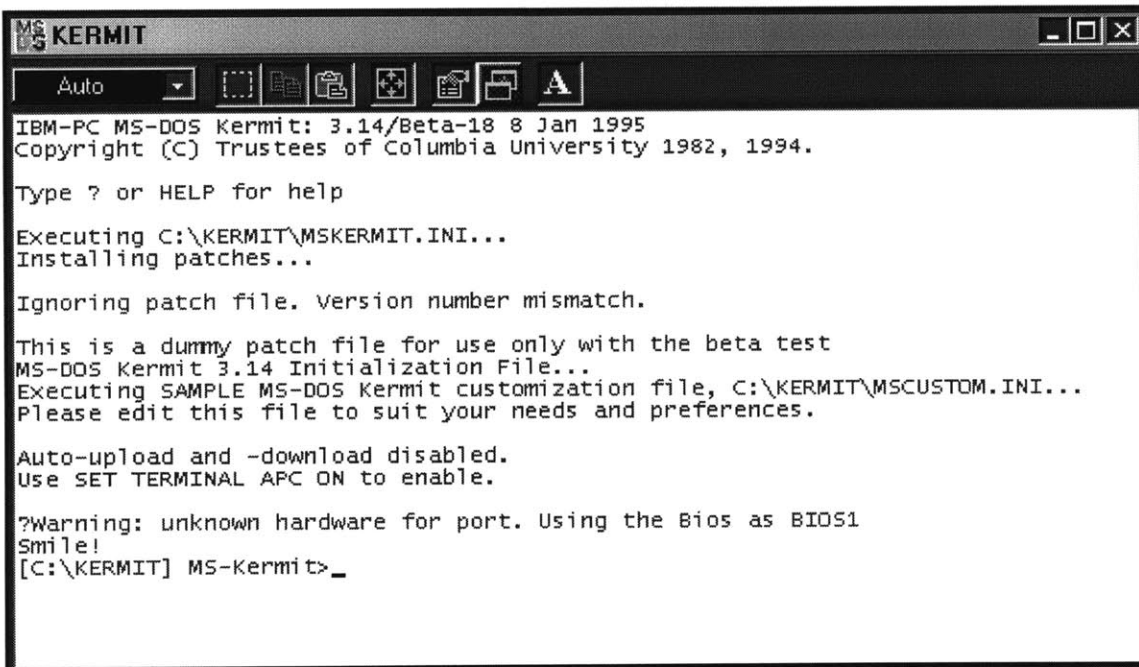 MS DOS KERMIT
Auto
A
IBM-PC MS-DOS Kermit: 3.14/Beta-18 8 Jan 1995
Copyright (C) Trustees of Columbia University 1982, 1994.
Type ? or HELP for help
Executing C:\KERMIT\MSKERMIT.INI...
Installing patches...
Ignoring patch file. Version number mismatch.
This is a dummy patch file for use only with the beta test
MS-DOS Kermit 3.14 Initialization File...
Executing SAMPLE MS-DOS Kermit customization file, C:\KERMIT\MSCUSTOM.INI...
Please edit this file to suit your needs and preferences.
Auto-upload and -download disabled.
Use SET TERMINAL APC ON to enable.
?Warning: unknown hardware for port. Using the Bios as BIOS1
Smile!
[C:\KERMIT] MS-Kermit>_